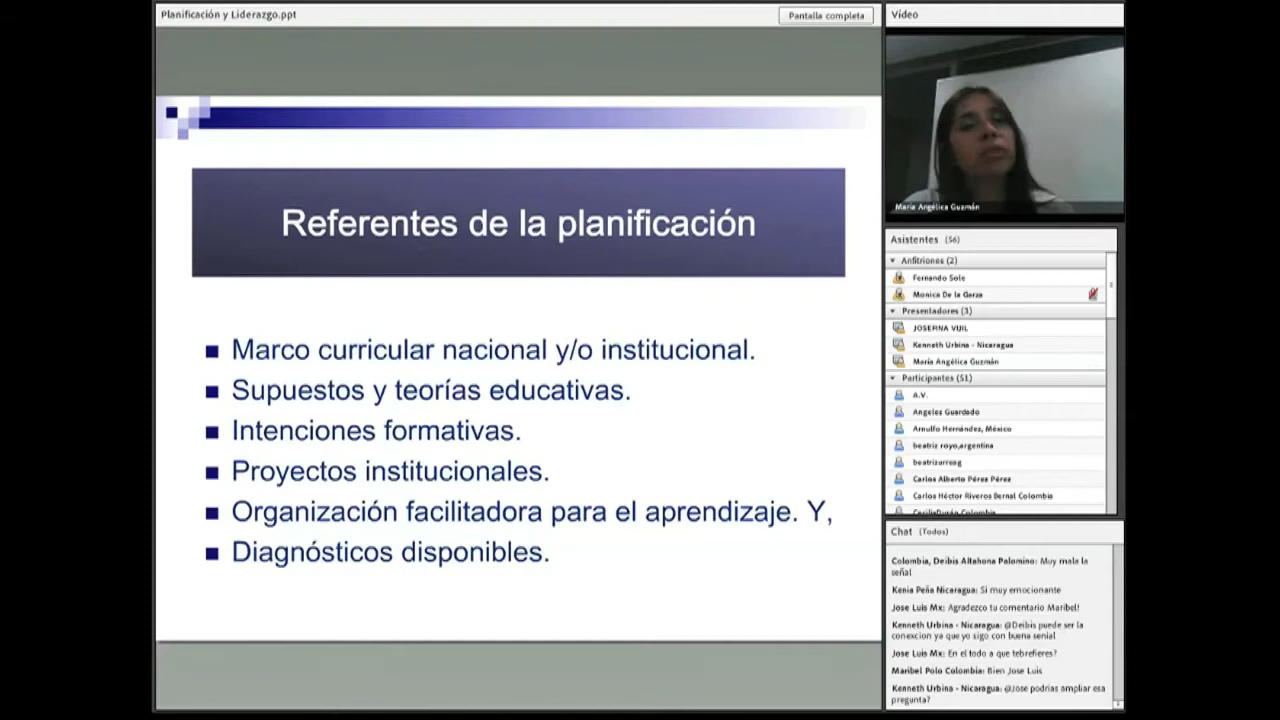 Planificación y Liderazgo.ppt
Pantalla completa
Referentes de la planificación
Marco curricular nacional y/o institucional.
Supuestos y teorías educativas.
Intenciones formativas.
Proyectos institucionales.
Organización facilitadora para el aprendizaje. Y,
Diagnósticos disponibles.
Vídeo
María Angélica Guzmán
Asistentes (56)
Anfitriones (2)
Fernando Sole
Monica De la Garza
Presentadores (3)
JOSEFINA VIJIL
Kenneth Urbina - Nicaragua
María Angélica Guzmán
Participantes (51)
A.V.
Angeles Guardado
Arnulfo Hernández, México
beatriz royo,argentina
beatrizurreag
Carlos Alberto Pérez Pérez
Carlos Héctor Riveros Bernal Colombia
Chat (Todos)
Colombia, Deibis Altahona Palomino: Muy mala la
señal
Kenia Peña Nicaragua: Si muy emocionante
Jose Luis Mx: Agradezco tu comentario Maribel!
Kenneth Urbina - Nicaragua: @Deibis puede ser la
conexcion ya que yo sigo con buena senial
Jose Luis Mx: En el todo a que tebrefieres?
Maribel Polo Colombia: Bien Jose Luis
Kenneth Urbina - Nicaragua: @Jose podrias ampliar esa
pregunta?